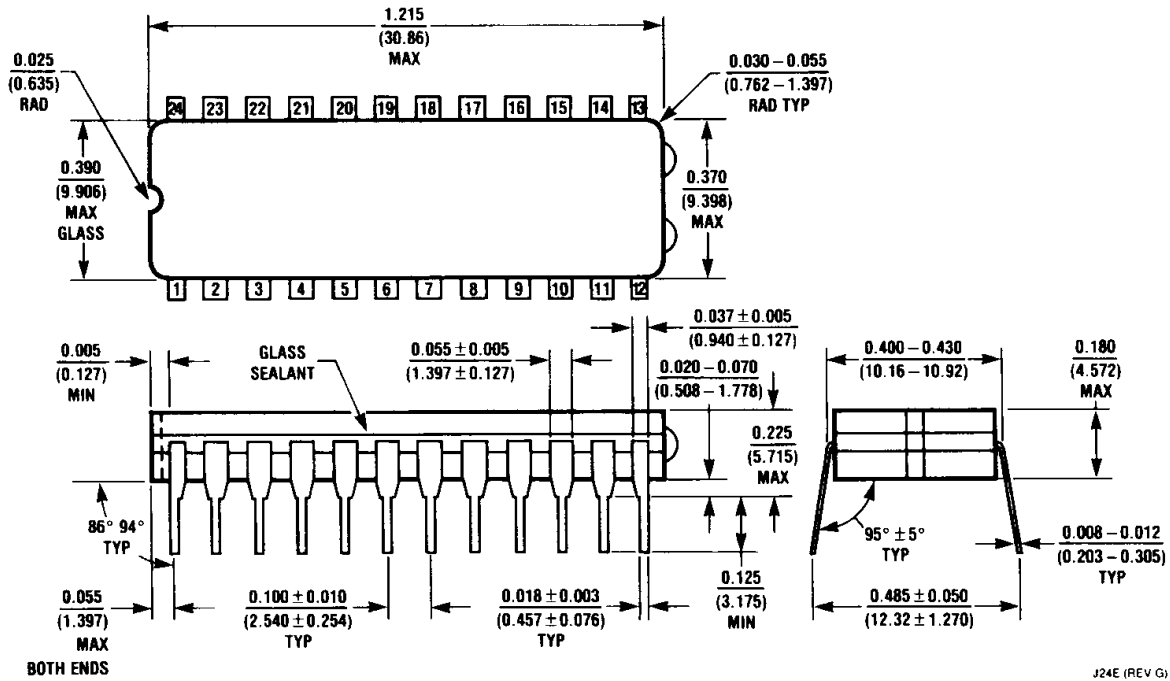 1.215
(30.86)
MAX
0.025
(0.635)
RAD
0.030 – 0.055
(0.762 – 1.397)
RAD TYP
24 23 22 21 20 19 18 17 16 15 14 13
0.390
(9.906)
MAX
GLASS
0.370
(9.398)
MAX
1 2 3 4 5 6 7 8 9 10 11 12
0.005
(0.127)
MIN
GLASS
SEALANT
0.055 ± 0.005
(1.397 ± 0.127)
0.037 ± 0.005
(0.940 ± 0.127)
0.020 – 0.070
(0.508 – 1.778)
0.225
(5.715)
MAX
0.400 – 0.430
(10.16 – 10.92)
0.180
(4.572)
MAX
86° 94°
TYP
95° ± 5°
TYP
0.008 – 0.012
(0.203 – 0.305)
TYP
0.055
(1.397)
MAX
BOTH ENDS
0.100 ± 0.010
(2.540 ± 0.254)
TYP
0.018 ± 0.003
(0.457 ± 0.076)
TYP
0.125
(3.175)
MIN
0.485 ± 0.050
(12.32 ± 1.270)
J24E (REV G)